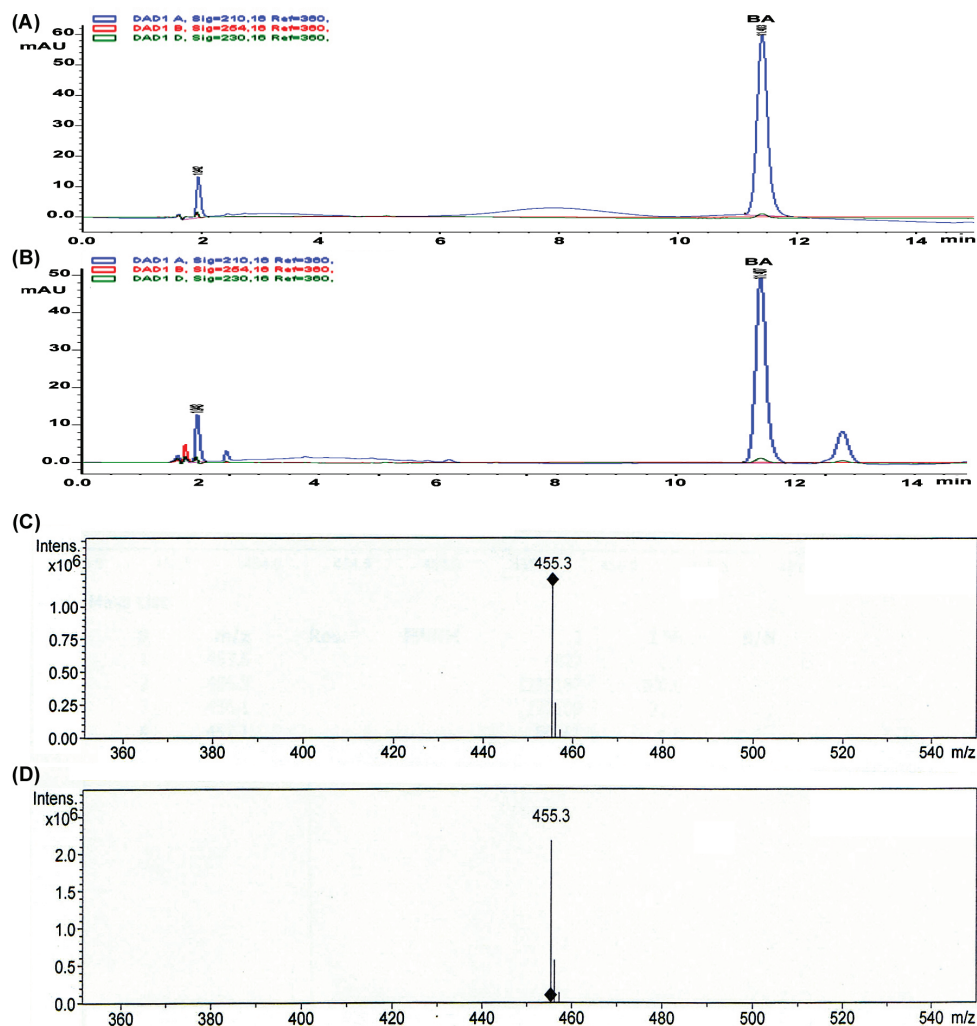 (A)
DAD1 A, Sig=210,16 Ref=360,
DAD1 B, Sig=254,16 Ref=360,
DAD1 D, Sig=230,16 Ref=360,
BA
60
mAU
50
40
30
20
10
0.0
0.0 2 4 6 8 10 12 14 min
(B)
DAD1 A, Sig=210,16 Ref=360,
DAD1 B, Sig=254,16 Ref=360,
DAD1 D, Sig=230,16 Ref=360,
BA
50
mAU
40
30
20
10
0.0
0.0 2 4 6 8 10 12 14 min
(C)
Intens.
x106
455.3
1.00
0.75
0.50
0.25
0.00
360 380 400 420 440 460 480 500 520 540 m/z
(D)
Intens.
x106
455.3
2.0
1.5
1.0
0.5
0.0
360 380 400 420 440 460 480 500 520 540 m/z